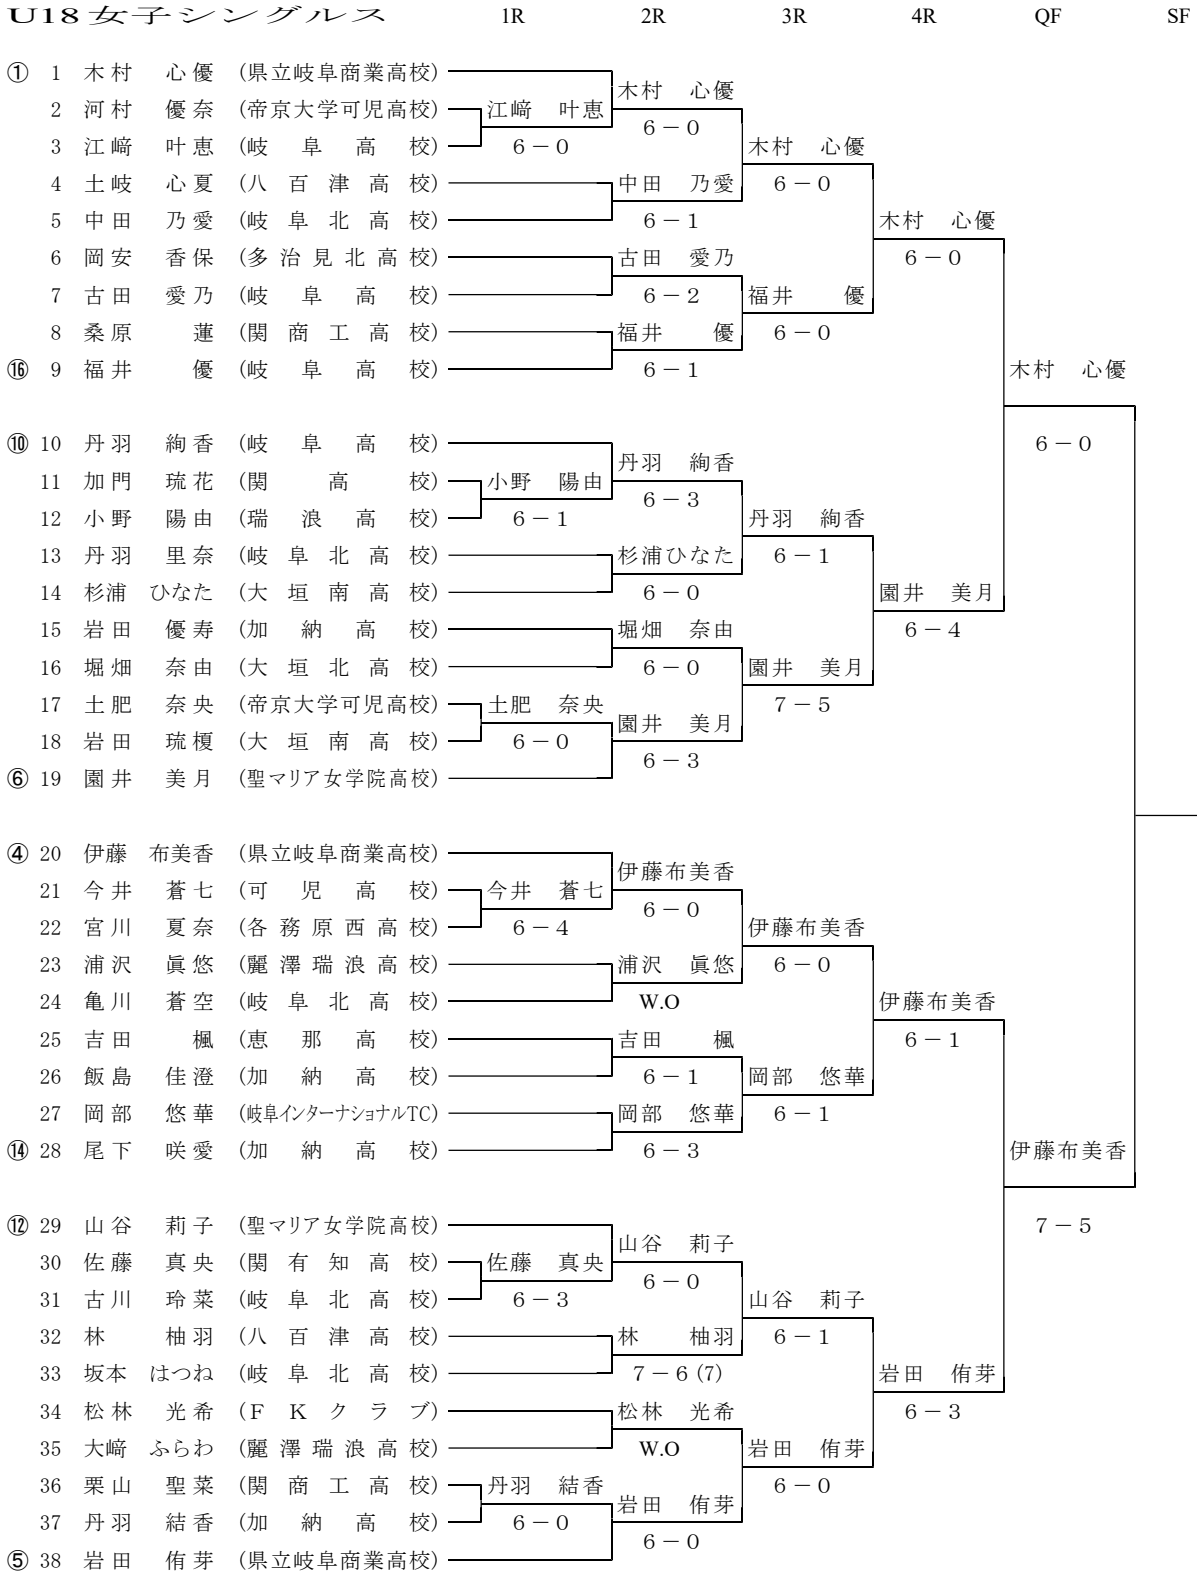 U18女子シングルス 1R 2R 3R 4R QF SF
① 1 木村 心優 (県立岐阜商業高校)
木村 心優
2 河村 優奈 (帝京大学可児高校) 江﨑 叶恵
6－0
3 江﨑 叶恵 (岐阜高校) 6－0 木村 心優
4 土岐 心夏 (八百津高校) 中田 乃愛 6－0
5 中田 乃愛 (岐阜北高校) 6－1 木村 心優
6 岡安 香保 (多治見北高校) 古田 愛乃 6－0
7 古田 愛乃 (岐阜高校) 6－2 福井 優
8 桑原 蓮 (関商工高校) 福井 優 6－0
⑯ 9 福井 優 (岐阜高校) 6－1 木村 心優
⑩ 10 丹羽 絢香 (岐阜高校) 6－0
丹羽 絢香
11 加門 琉花 (関高校) 小野 陽由
6－3
12 小野 陽由 (瑞浪高校) 6－1 丹羽 絢香
13 丹羽 里奈 (岐阜北高校) 杉浦ひなた 6－1
14 杉浦 ひなた (大垣南高校) 6－0 園井 美月
15 岩田 優寿 (加納高校) 堀畑 奈由 6－4
16 堀畑 奈由 (大垣北高校) 6－0 園井 美月
17 土肥 奈央 (帝京大学可児高校) 土肥 奈央 7－5
園井 美月
18 岩田 琉榎 (大垣南高校) 6－0
6－3
⑥ 19 園井 美月 (聖マリア女学院高校)
④ 20 伊藤 布美香 (県立岐阜商業高校)
伊藤布美香
21 今井 蒼七 (可児高校) 今井 蒼七
6－0
22 宮川 夏奈 (各務原西高校) 6－4 伊藤布美香
23 浦沢 眞悠 (麗澤瑞浪高校) 浦沢 眞悠 6－0
24 亀川 蒼空 (岐阜北高校) W.O 伊藤布美香
25 吉田 楓 (恵那高校) 吉田 楓 6－1
26 飯島 佳澄 (加納高校) 6－1 岡部 悠華
27 岡部 悠華 (岐阜インターナショナルTC) 岡部 悠華 6－1
⑭ 28 尾下 咲愛 (加納高校) 6－3 伊藤布美香
⑫ 29 山谷 莉子 (聖マリア女学院高校) 7－5
山谷 莉子
30 佐藤 真央 (関有知高校) 佐藤 真央
6－0
31 古川 玲菜 (岐阜北高校) 6－3 山谷 莉子
32 林 柚羽 (八百津高校) 林 柚羽 6－1
33 坂本 はつね (岐阜北高校) 7－6 (7) 岩田 侑芽
34 松林 光希 (FKクラブ) 松林 光希 6－3
35 大﨑 ふらわ (麗澤瑞浪高校) W.O 岩田 侑芽
36 栗山 聖菜 (関商工高校) 丹羽 結香 6－0
岩田 侑芽
37 丹羽 結香 (加納高校) 6－0
6－0
⑤ 38 岩田 侑芽 (県立岐阜商業高校)